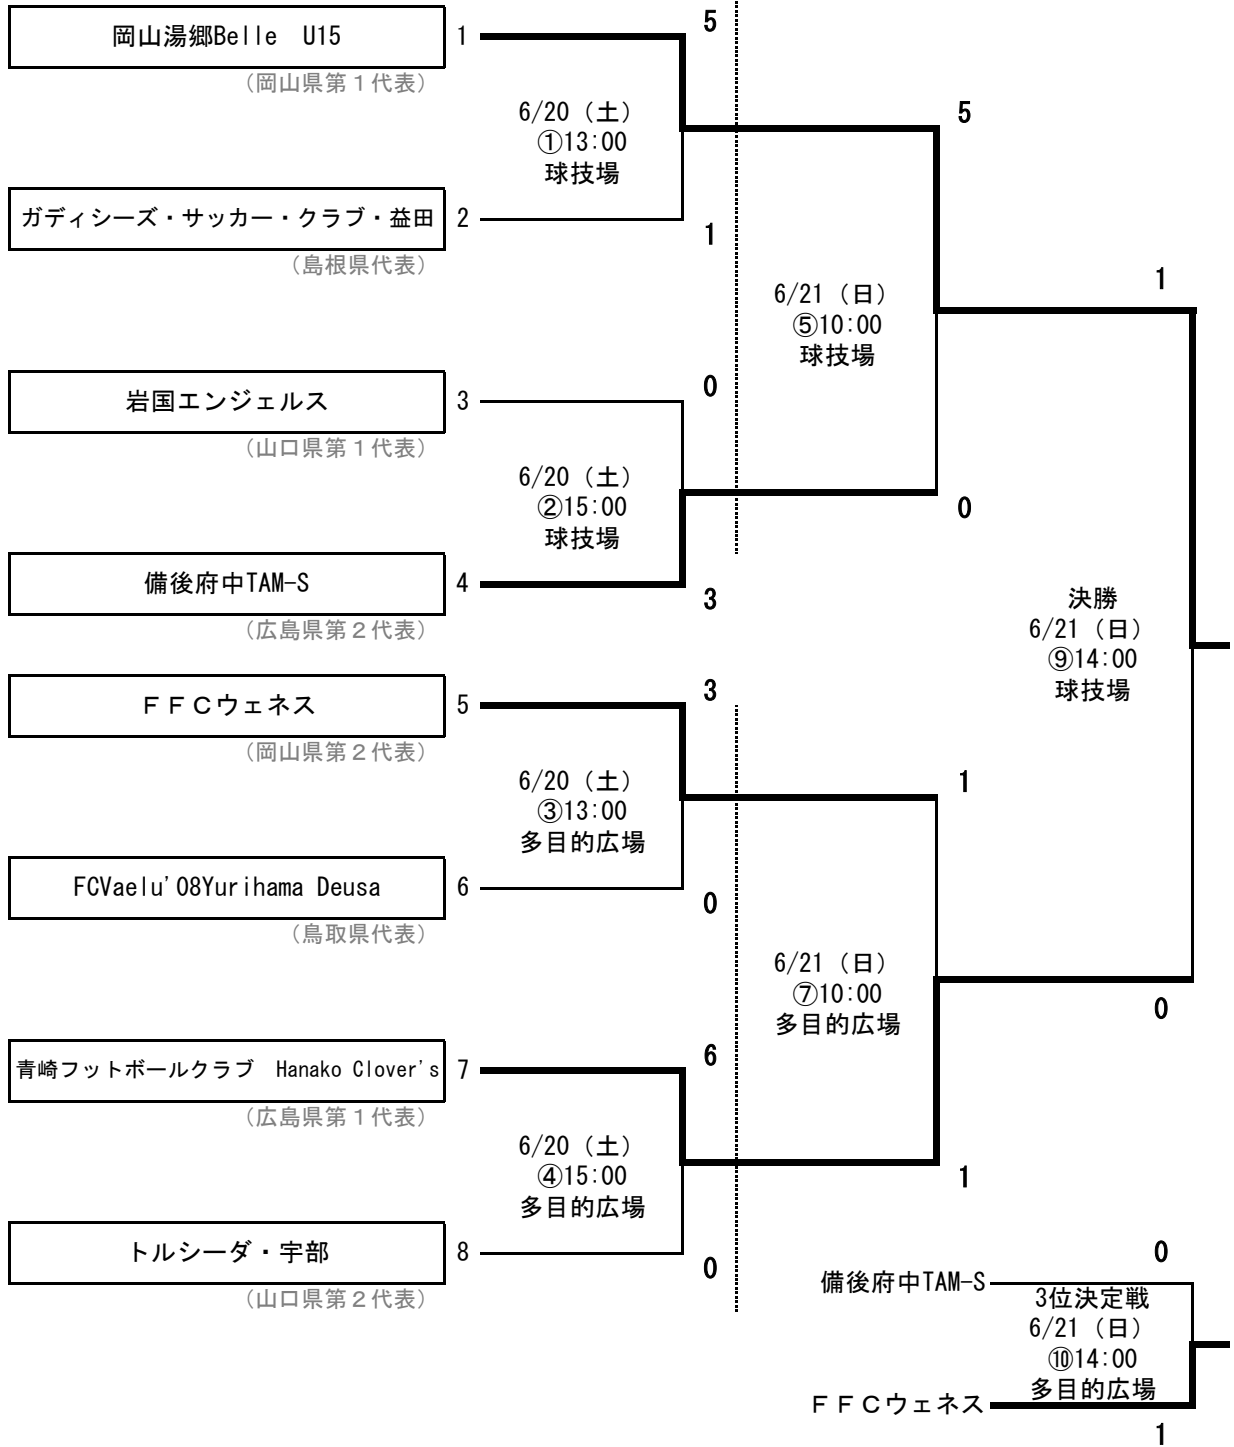 5
岡山湯郷Belle　U15 1
（岡山県第１代表）
6/20（土）
①13:00
球技場
5
ガディシーズ・サッカー・クラブ・益田 2
1
（島根県代表）
1
6/21（日）
⑤10:00
球技場
0
岩国エンジェルス 3
（山口県第１代表）
6/20（土）
②15:00
球技場
0
備後府中TAM-S 4
3
（広島県第２代表）
決勝
6/21（日）
⑨14:00
球技場
3
ＦＦＣウェネス 5
（岡山県第２代表）
6/20（土）
③13:00
多目的広場
1
FCVaelu'08Yurihama Deusa 6
0
（鳥取県代表）
6/21（日）
⑦10:00
多目的広場
0
6
青崎フットボールクラブ　Hanako Clover's 7
（広島県第１代表）
6/20（土）
④15:00
多目的広場
1
トルシーダ・宇部 8
0
（山口県第２代表）
0
備後府中TAM-S
3位決定戦
6/21（日）
⑩14:00
多目的広場
ＦＦＣウェネス
1